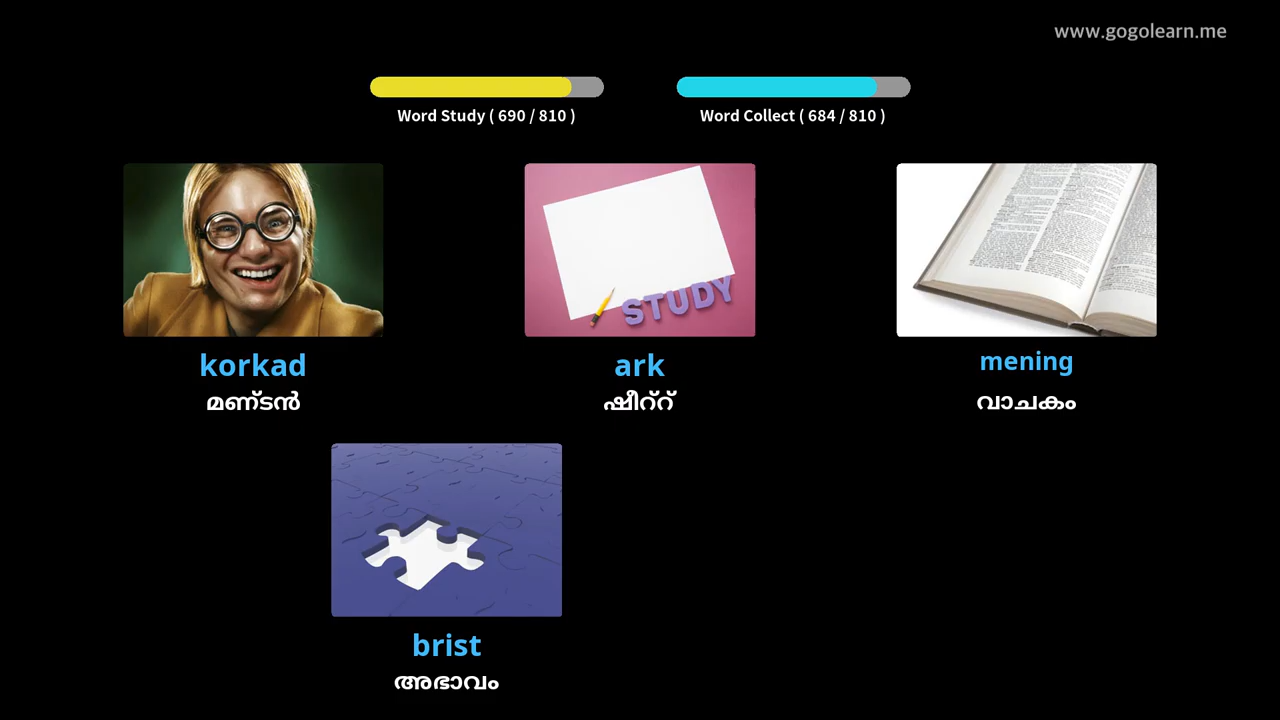 www.gogolearn.me
Word Study ( 690 / 810 )
Word Collect ( 684 / 810 )
STUDY
korkad
മണ്ടൻ
ark
ഷീറ്റ്
mening
വാചകം
brist
അഭാവം